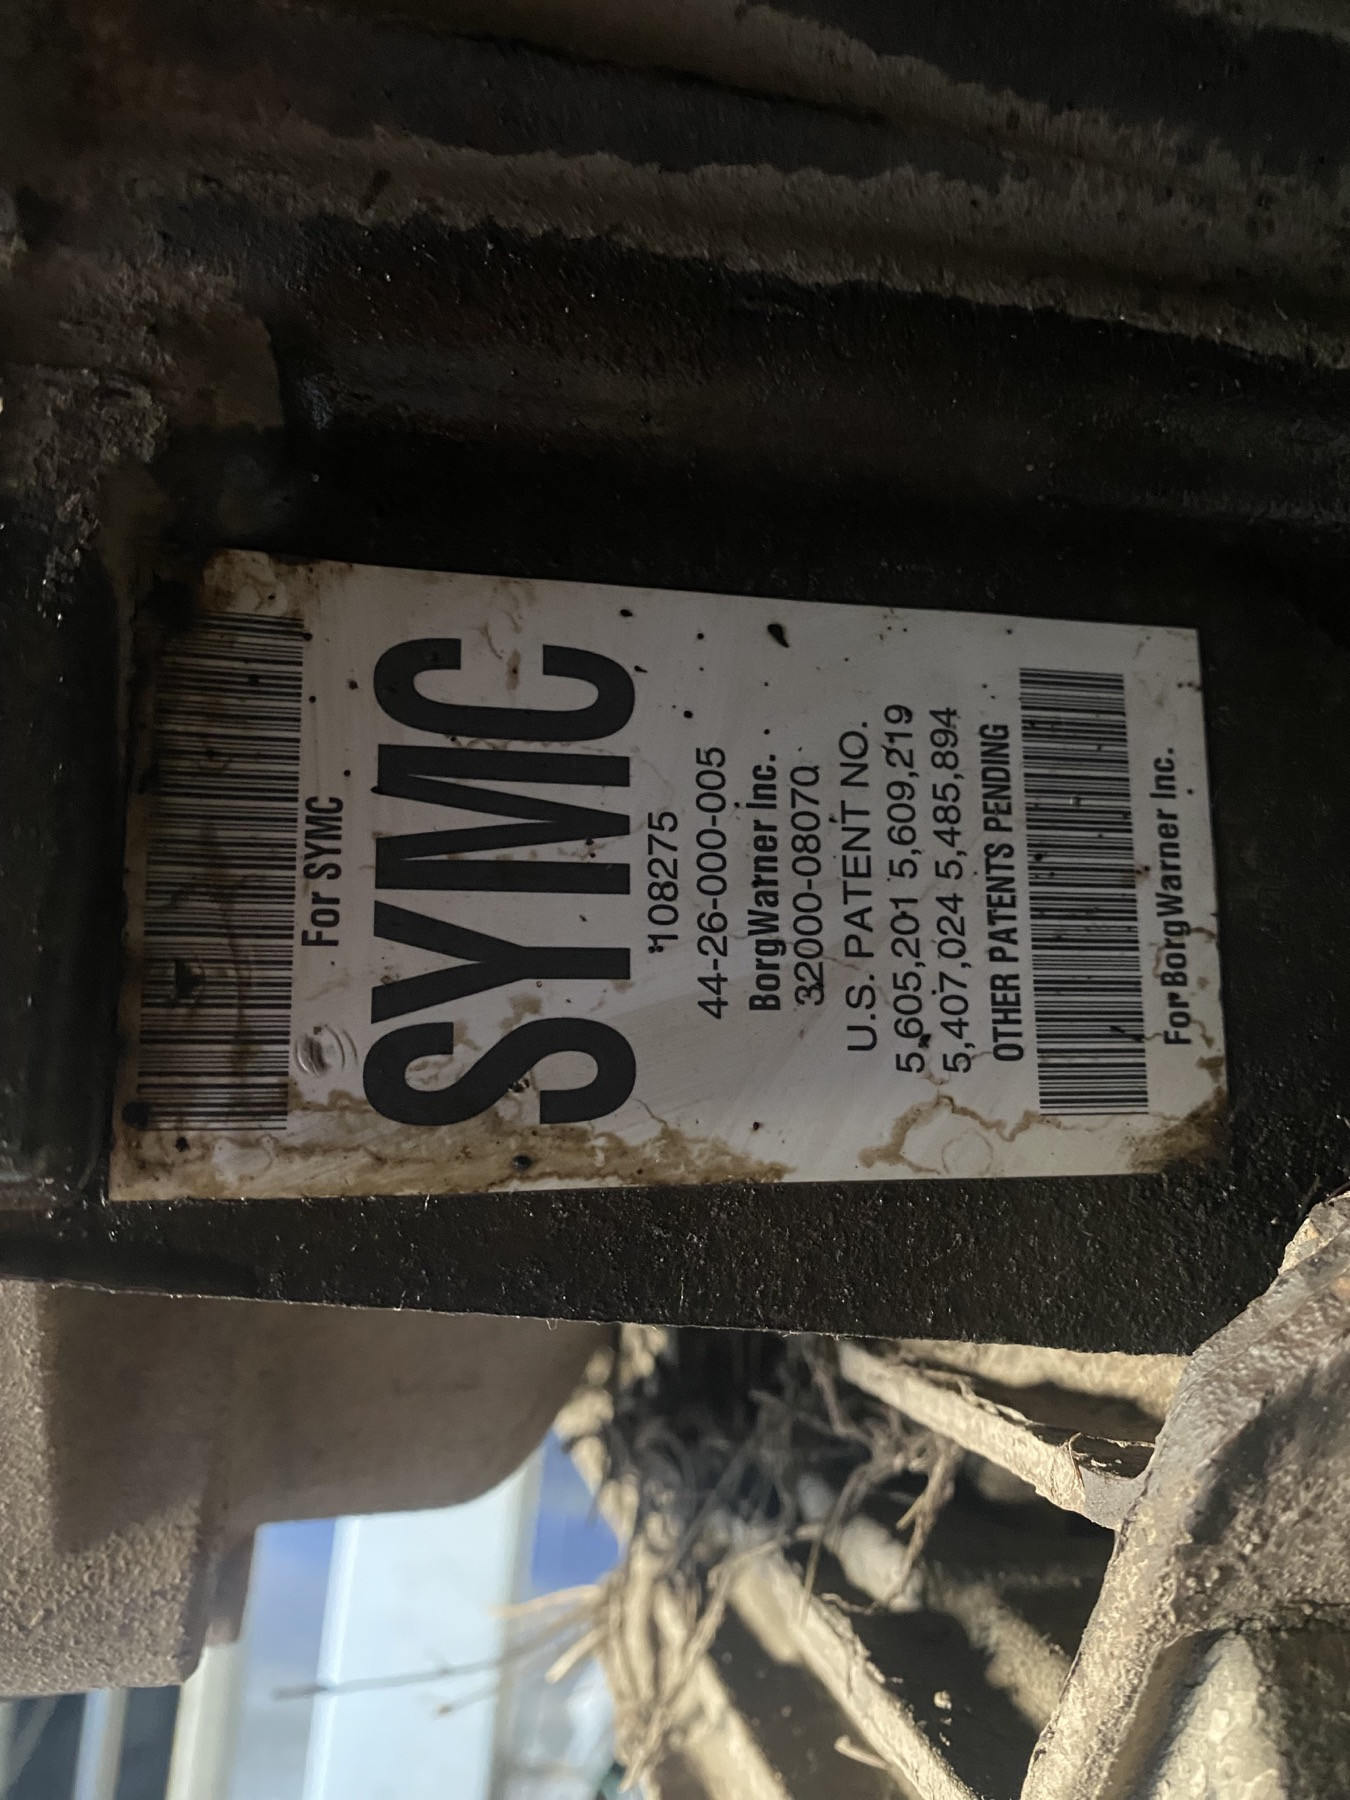 For SYMC
SYMC
*108275
44-26-000-005
BorgWarner Inc.
32000-08070
U.S. PATENT NO.
5,605,201 5,609,219
5,407,024 5,485,894
OTHER PATENTS PENDING
For BorgWarner Inc.